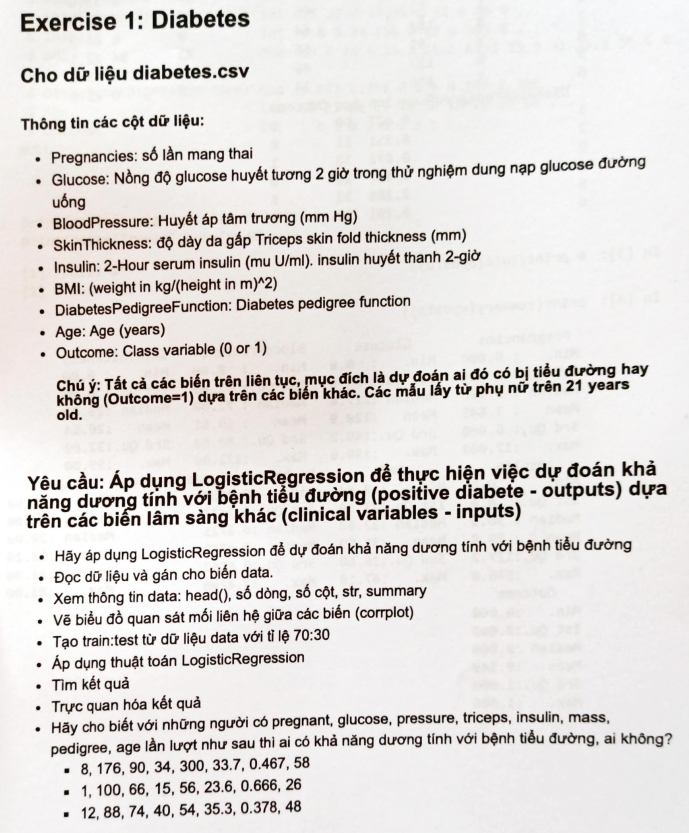 Exercise 1: Diabetes
Cho dữ liệu diabetes.csv
Thông tin các cột dữ liệu:
• Pregnancies: số lần mang thai
• Glucose: Nồng độ glucose huyết tương 2 giờ trong thử nghiệm dung nạp glucose đường
uống
• BloodPressure: Huyết áp tâm trương (mm Hg)
• SkinThickness: độ dày da gấp Triceps skin fold thickness (mm)
• Insulin: 2-Hour serum insulin (mu U/ml). insulin huyết thanh 2-giờ
• BMI: (weight in kg/(height in m)^2)
• DiabetesPedigreeFunction: Diabetes pedigree function
• Age: Age (years)
• Outcome: Class variable (0 or 1)
Chú ý: Tất cả các biến trên liên tục, mục đích là dự đoán ai đó có bị tiểu đường hay
không (Outcome=1) dựa trên các biến khác. Các mẫu lấy từ phụ nữ trên 21 years
old.
Yêu cầu: Áp dụng LogisticRegression để thực hiện việc dự đoán khả
năng dương tính với bệnh tiểu đường (positive diabete - outputs) dựa
trên các biến lâm sàng khác (clinical variables - inputs)
• Hãy áp dụng LogisticRegression để dự đoán khả năng dương tính với bệnh tiểu đường
• Đọc dữ liệu và gán cho biến data.
• Xem thông tin data: head(), số dòng, số cột, str, summary
• Vẽ biểu đồ quan sát mối liên hệ giữa các biến (corrplot)
• Tạo train:test từ dữ liệu data với tỉ lệ 70:30
• Áp dụng thuật toán LogisticRegression
• Tìm kết quả
• Trực quan hóa kết quả
• Hãy cho biết với những người có pregnant, glucose, pressure, triceps, insulin, mass,
pedigree, age lần lượt như sau thì ai có khả năng dương tính với bệnh tiểu đường, ai không?
▪ 8, 176, 90, 34, 300, 33.7, 0.467, 58
▪ 1, 100, 66, 15, 56, 23.6, 0.666, 26
▪ 12, 88, 74, 40, 54, 35.3, 0.378, 48